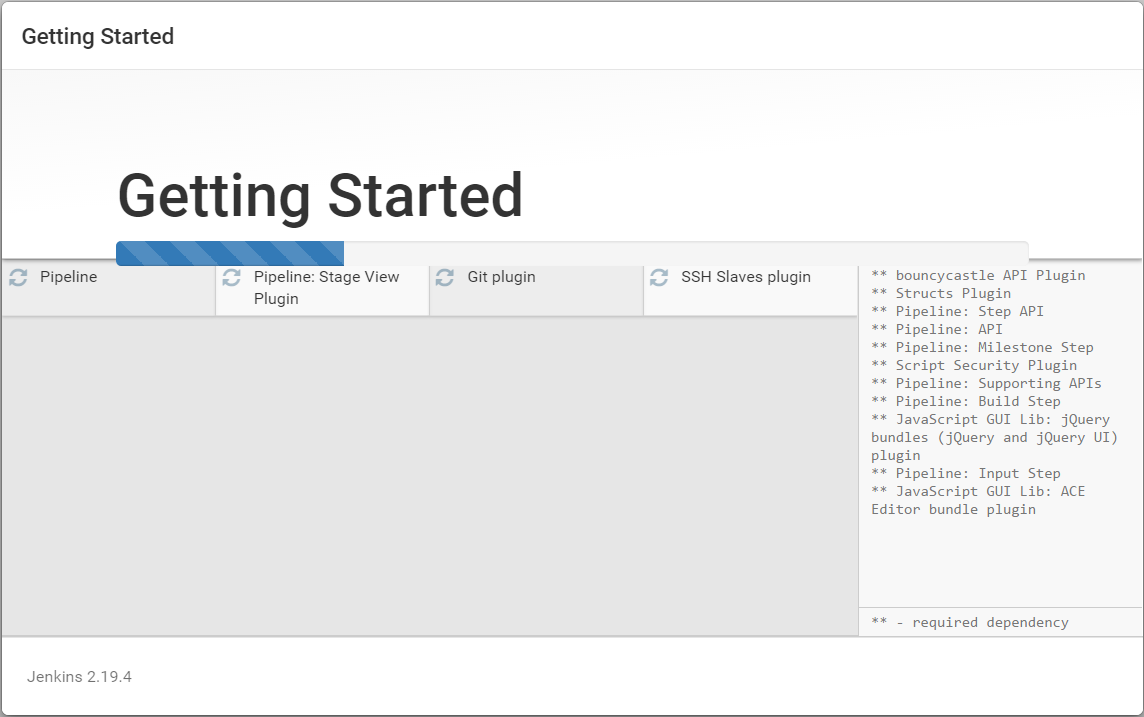 Getting Started
Getting Started
Pipeline
Pipeline: Stage View
Plugin
Git plugin
SSH Slaves plugin
** bouncycastle API Plugin
** Structs Plugin
** Pipeline: Step API
** Pipeline: API
** Pipeline: Milestone Step
** Script Security Plugin
** Pipeline: Supporting APIs
** Pipeline: Build Step
** JavaScript GUI Lib: jQuery
bundles (jQuery and jQuery UI)
plugin
** Pipeline: Input Step
** JavaScript GUI Lib: ACE
Editor bundle plugin
** - required dependency
Jenkins 2.19.4